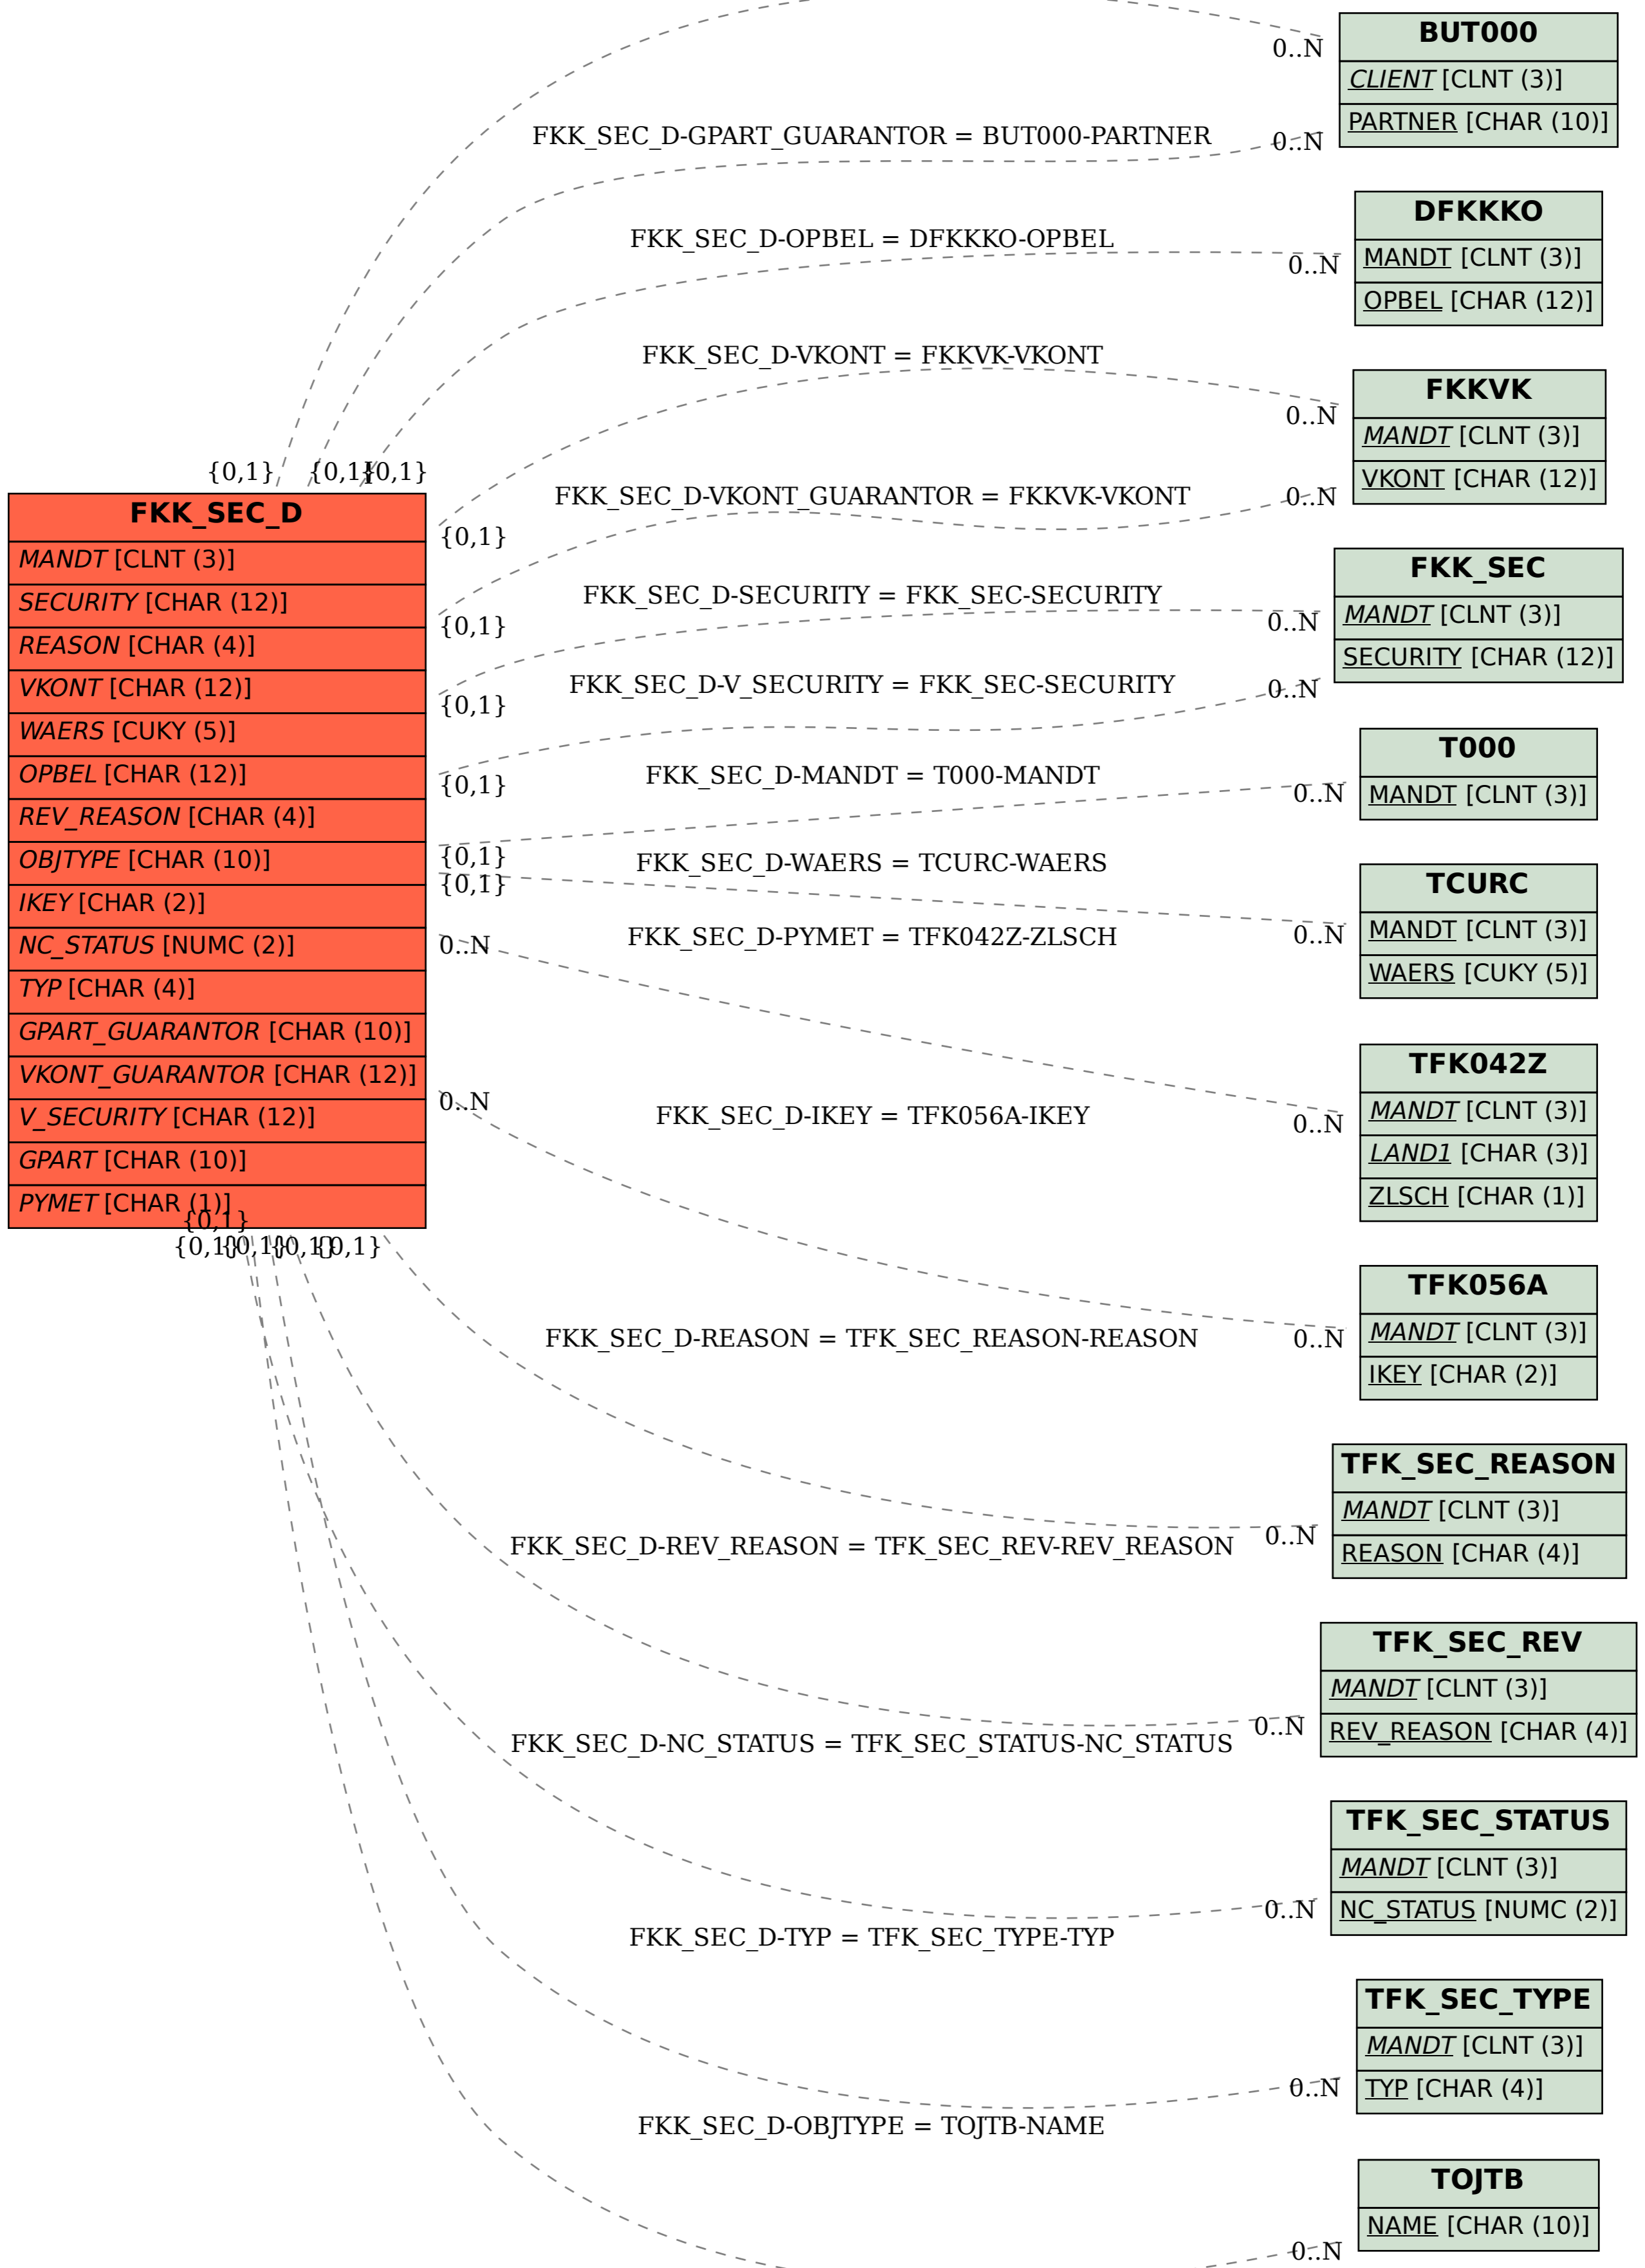 BUT000
0..N
CLIENT [CLNT (3)]
PARTNER [CHAR (10)]
FKK_SEC_D-GPART_GUARANTOR = BUT000-PARTNER
0..N
DFKKKO
FKK_SEC_D-OPBEL = DFKKKO-OPBEL
MANDT [CLNT (3)]
0..N
OPBEL [CHAR (12)]
FKK_SEC_D-VKONT = FKKVK-VKONT
FKKVK
0..N
MANDT [CLNT (3)]
VKONT [CHAR (12)]
{0,1}
{0,1}
{0,1}
FKK_SEC_D-VKONT_GUARANTOR = FKKVK-VKONT
0..N
FKK_SEC_D
MANDT [CLNT (3)]
SECURITY [CHAR (12)]
REASON [CHAR (4)]
VKONT [CHAR (12)]
WAERS [CUKY (5)]
OPBEL [CHAR (12)]
REV_REASON [CHAR (4)]
OBJTYPE [CHAR (10)]
IKEY [CHAR (2)]
NC_STATUS [NUMC (2)]
TYP [CHAR (4)]
GPART_GUARANTOR [CHAR (10)]
VKONT_GUARANTOR [CHAR (12)]
V_SECURITY [CHAR (12)]
GPART [CHAR (10)]
PYMET [CHAR (1)]
{0,1}
{0,1}
{0,1}
{0,1}
{0,1}
{0,1}
{0,1}
{0,1}
{0,1}
{0,1}
{0,1}
0..N
0..N
FKK_SEC_D-SECURITY = FKK_SEC-SECURITY
0..N
FKK_SEC
MANDT [CLNT (3)]
SECURITY [CHAR (12)]
FKK_SEC_D-V_SECURITY = FKK_SEC-SECURITY
0..N
T000
MANDT [CLNT (3)]
FKK_SEC_D-MANDT = T000-MANDT
0..N
FKK_SEC_D-WAERS = TCURC-WAERS
TCURC
MANDT [CLNT (3)]
WAERS [CUKY (5)]
0..N
FKK_SEC_D-PYMET = TFK042Z-ZLSCH
TFK042Z
MANDT [CLNT (3)]
LAND1 [CHAR (3)]
ZLSCH [CHAR (1)]
0..N
FKK_SEC_D-IKEY = TFK056A-IKEY
TFK056A
MANDT [CLNT (3)]
IKEY [CHAR (2)]
0..N
FKK_SEC_D-REASON = TFK_SEC_REASON-REASON
TFK_SEC_REASON
MANDT [CLNT (3)]
REASON [CHAR (4)]
0..N
FKK_SEC_D-REV_REASON = TFK_SEC_REV-REV_REASON
TFK_SEC_REV
MANDT [CLNT (3)]
REV_REASON [CHAR (4)]
0..N
FKK_SEC_D-NC_STATUS = TFK_SEC_STATUS-NC_STATUS
TFK_SEC_STATUS
MANDT [CLNT (3)]
NC_STATUS [NUMC (2)]
0..N
FKK_SEC_D-TYP = TFK_SEC_TYPE-TYP
TFK_SEC_TYPE
MANDT [CLNT (3)]
TYP [CHAR (4)]
0..N
FKK_SEC_D-OBJTYPE = TOJTB-NAME
TOJTB
NAME [CHAR (10)]
0..N